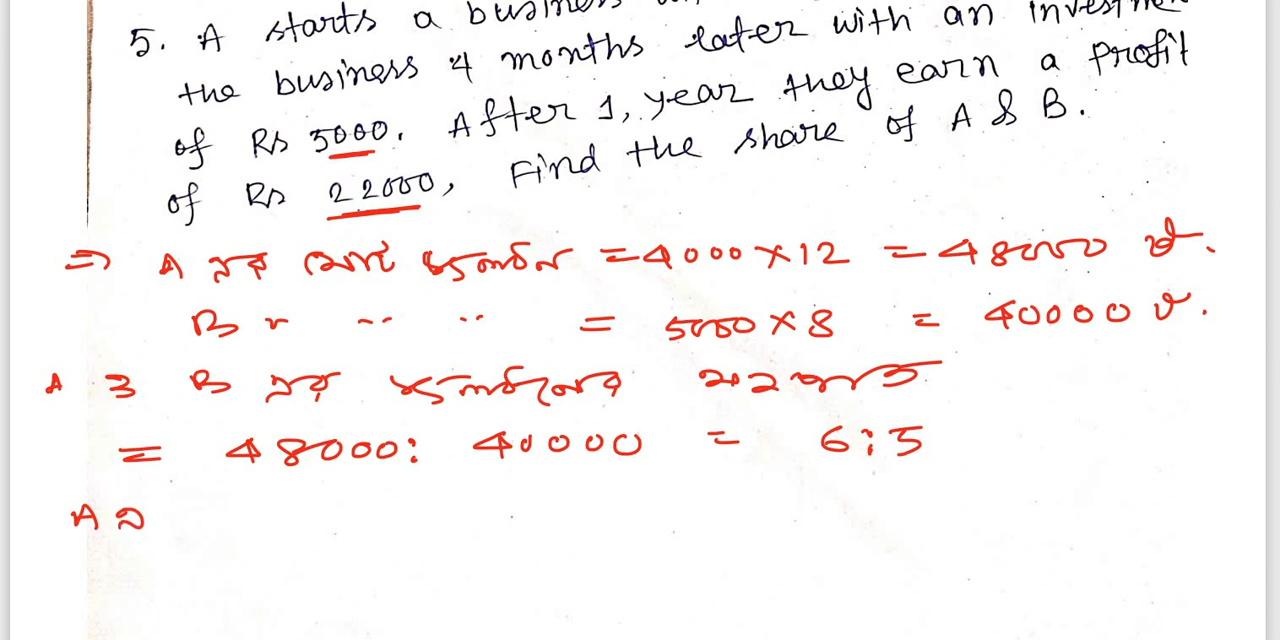 5. A starts a business
the business 4 months later with an
of Rs 5000. After 1, year they earn a profit
of Rs 22000, Find the share of A & B.
⇒ A এর মোট মূলধন = 4000 × 12 = 48000 টা.
B " " " = 5000 × 8 = 40000 টা.
A ও B এর মূলধনের অনুপাত
= 48000 : 40000 = 6 : 5
A এ